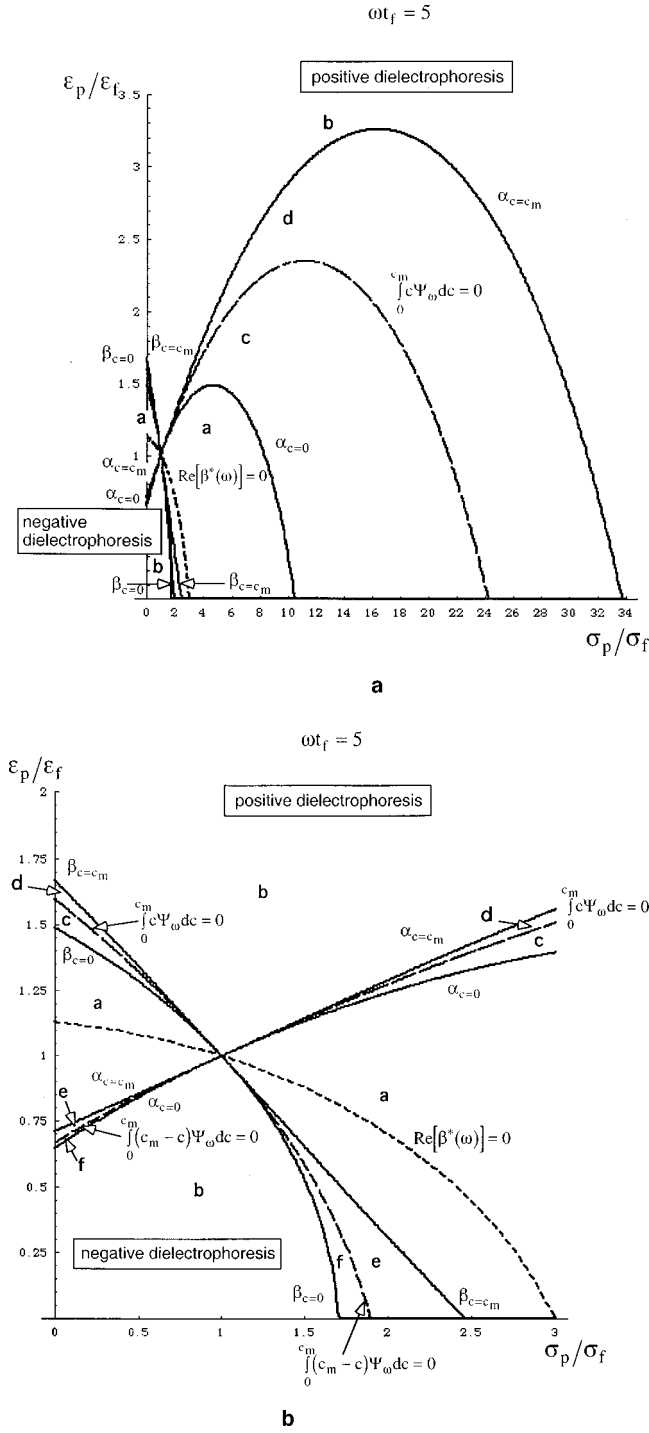 ωt_f = 5
positive dielectrophoresis
ε_p/ε_f
3.5
b
3
α_{c=c_m}
d
2.5
∫_0^{c_m} cΨ_ω dc = 0
2
c
β_{c=0}
β_{c=c_m}
1.5
a
a
α_{c=0}
1
α_{c=c_m}
Re[β*(ω)] = 0
α_{c=0}
negative
dielectrophoresis
b
β_{c=0}
β_{c=c_m}
0 2 4 6 8 10 12 14 16 18 20 22 24 26 28 30 32 34
σ_p/σ_f
a
ωt_f = 5
ε_p/ε_f
2
positive dielectrophoresis
1.75
β_{c=c_m}
b
d
∫_0^{c_m} cΨ_ω dc = 0
∫_0^{c_m} cΨ_ω dc = 0
d
c
1.5
α_{c=c_m}
c
β_{c=0}
α_{c=0}
1.25
a
1
a
α_{c=c_m}
α_{c=0}
e
0.75
∫_0^{c_m} (c_m − c)Ψ_ω dc = 0
Re[β*(ω)] = 0
f
b
0.5
negative dielectrophoresis
f
e
0.25
β_{c=0}
β_{c=c_m}
0 0.5 1 1.5 2 2.5 3
σ_p/σ_f
∫_0^{c_m} (c_m − c)Ψ_ω dc = 0
b